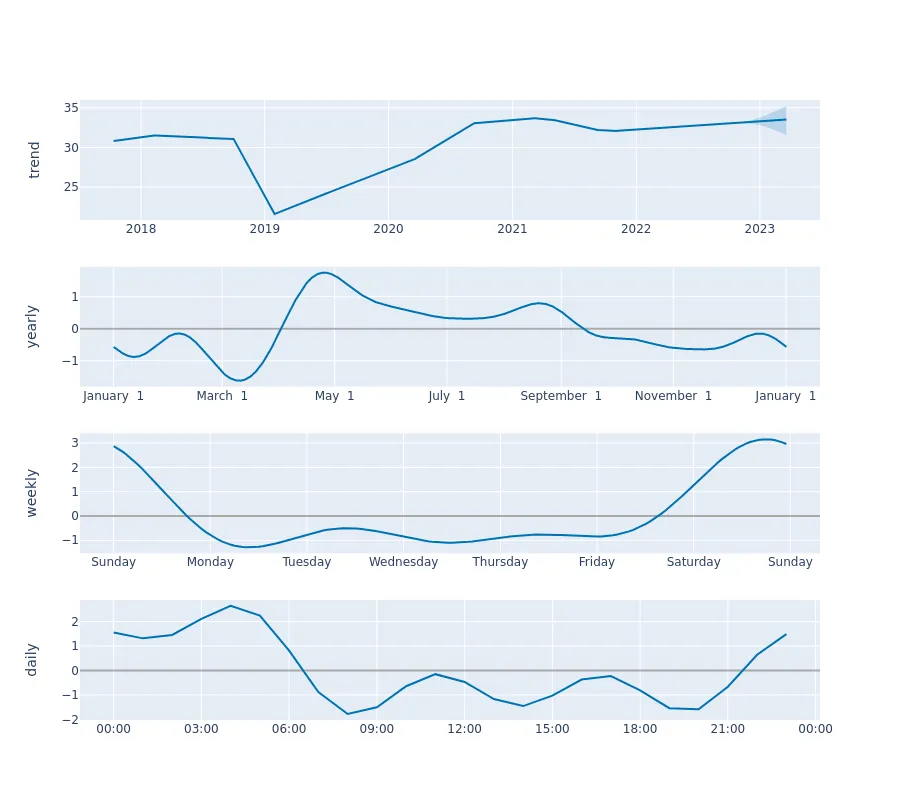 trend
35
30
25
2018 2019 2020 2021 2022 2023
yearly
1
0
−1
January 1 March 1 May 1 July 1 September 1 November 1 January 1
weekly
3
2
1
0
−1
Sunday Monday Tuesday Wednesday Thursday Friday Saturday Sunday
daily
2
1
0
−1
−2
00:00 03:00 06:00 09:00 12:00 15:00 18:00 21:00 00:00